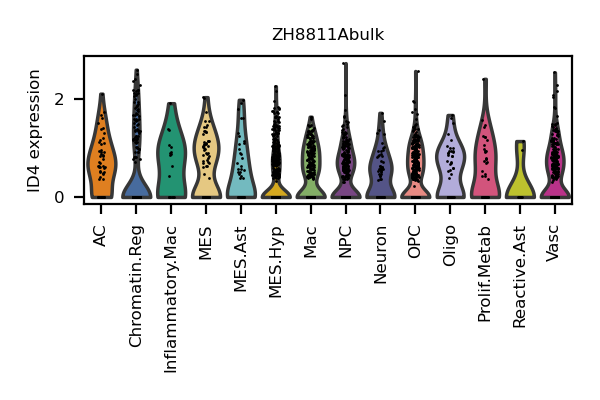 ZH8811Abulk
ID4 expression
2
0
AC
Chromatin.Reg
Inflammatory.Mac
MES
MES.Ast
MES.Hyp
Mac
NPC
Neuron
OPC
Oligo
Prolif.Metab
Reactive.Ast
Vasc